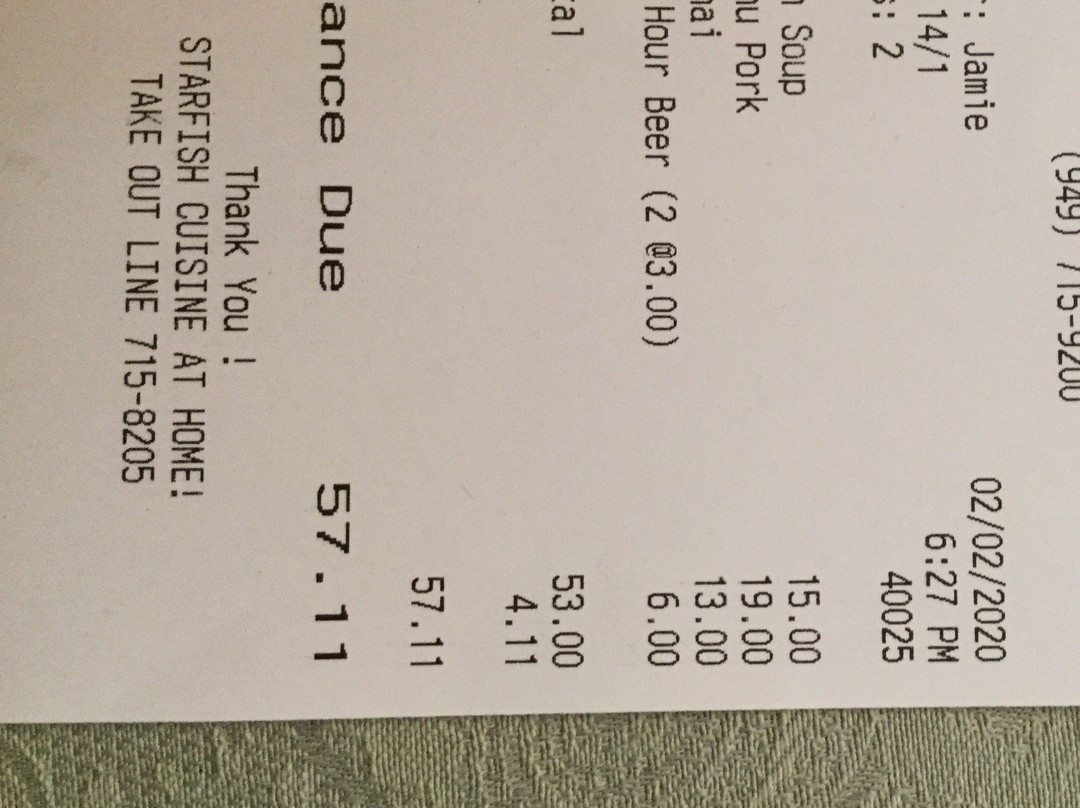 (949) 715-9200
: Jamie 02/02/2020
14/1 6:27 PM
: 2 40025
Soup 15.00
Pork 19.00
13.00
Hour Beer (2 @3.00) 6.00
53.00
4.11
57.11
ance Due 57.11
Thank You !
STARFISH CUISINE AT HOME!
TAKE OUT LINE 715-8205